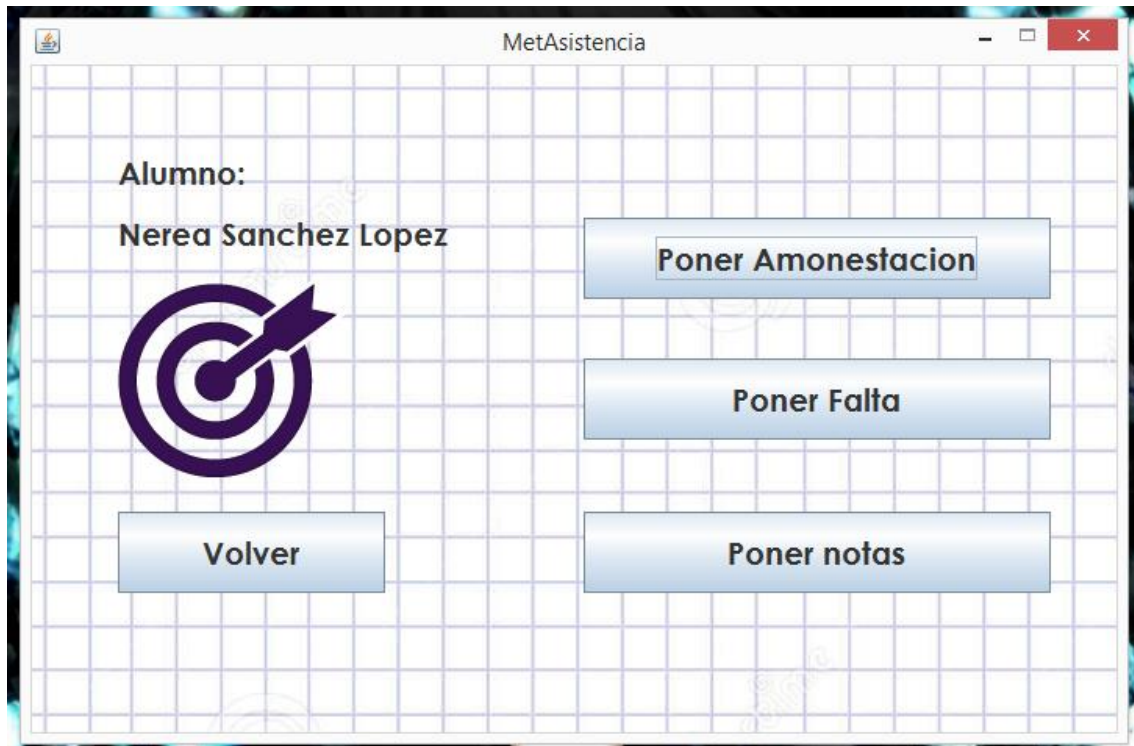 MetAsistencia
Alumno:
Nerea Sanchez Lopez
Poner Amonestacion
Poner Falta
Volver
Poner notas